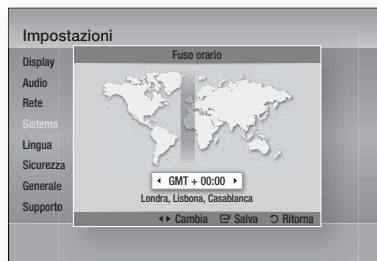 Impostazioni
Display
Audio
Rete
Sistema
Lingua
Sicurezza
Generale
Supporto
Fuso orario
GMT + 00:00
Londra, Lisbona, Casablanca
Cambia Salva Ritorna